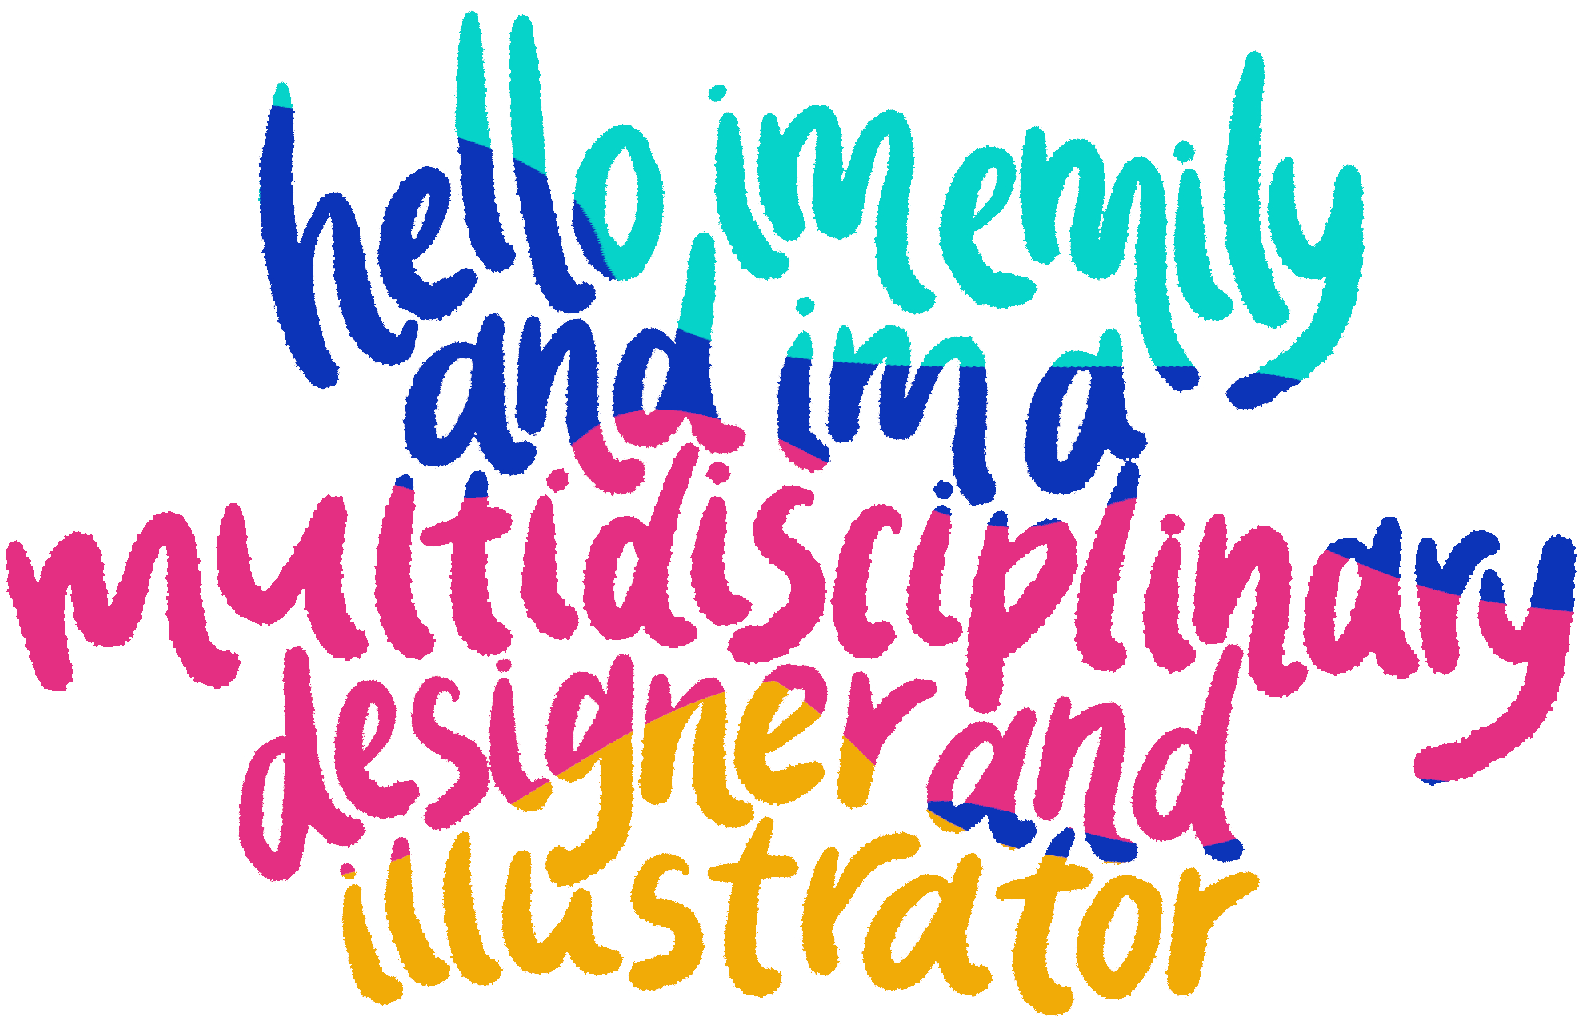 hello im emily
and im a
multidisciplinary
designer and
illustrator